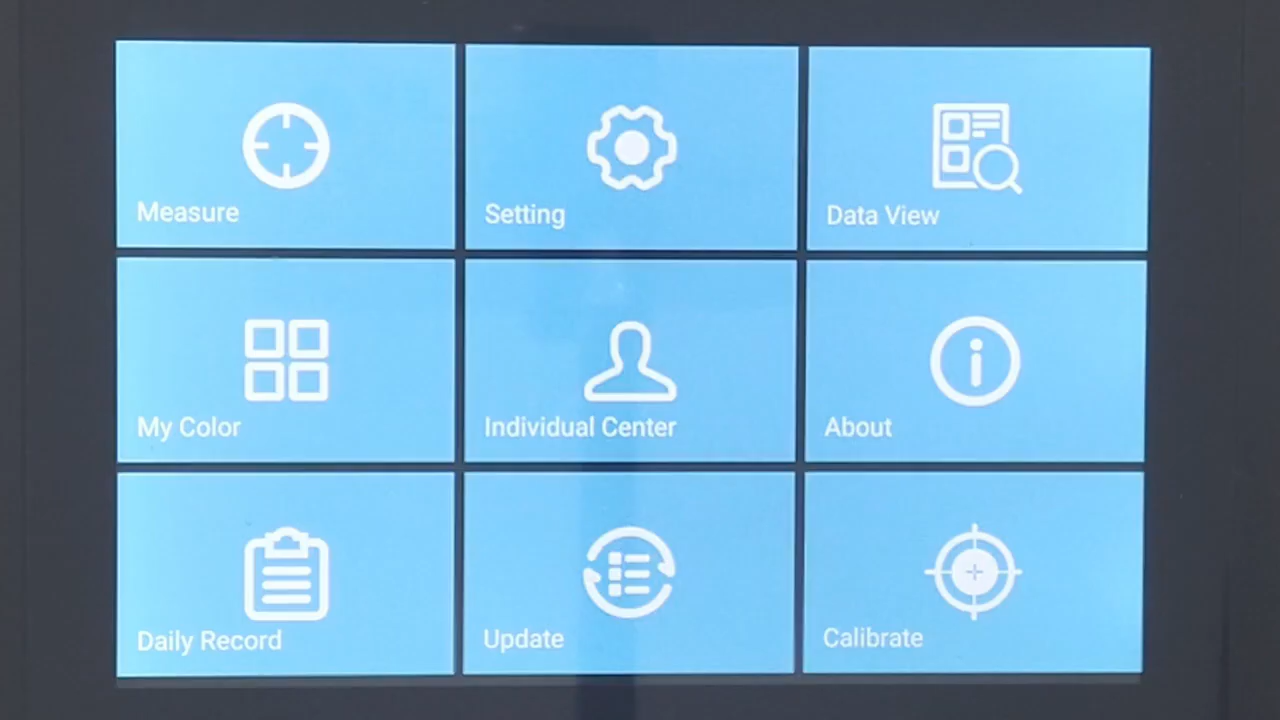 Measure
Setting
Data View
My Color
Individual Center
About
Daily Record
Update
Calibrate